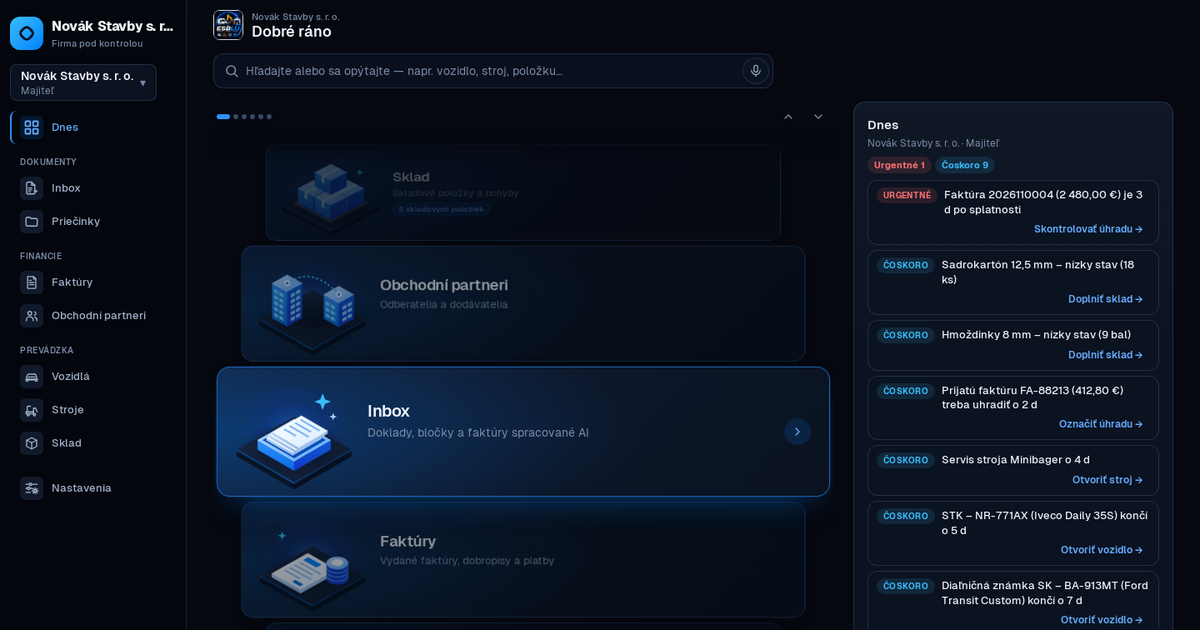 Novák Stavby s. r...
Firma pod kontrolou
Novák Stavby s. r. o.
Majiteľ
Dnes
DOKUMENTY
Inbox
Priečinky
FINANCIE
Faktúry
Obchodní partneri
PREVÁDZKA
Vozidlá
Stroje
Sklad
Nastavenia
Novák Stavby s. r. o.
Dobré ráno
Hľadajte alebo sa opýtajte — napr. vozidlo, stroj, položku...
Sklad
Skladové položky a pohyby
6 skladových položiek
Obchodní partneri
Odberatelia a dodávatelia
Inbox
Doklady, bločky a faktúry spracované AI
Faktúry
Vydané faktúry, dobropisy a platby
Dnes
Novák Stavby s. r. o. · Majiteľ
Urgentné 1
Čoskoro 9
URGENTNÉ
Faktúra 2026110004 (2 480,00 €) je 3
d po splatnosti
Skontrolovať úhradu →
ČOSKORO
Sadrokartón 12,5 mm – nízky stav (18
ks)
Doplniť sklad →
ČOSKORO
Hmoždinky 8 mm – nízky stav (9 bal)
Doplniť sklad →
ČOSKORO
Prijatú faktúru FA-88213 (412,80 €)
treba uhradiť o 2 d
Označiť úhradu →
ČOSKORO
Servis stroja Minibager o 4 d
Otvoriť stroj →
ČOSKORO
STK – NR-771AX (Iveco Daily 35S) končí
o 5 d
Otvoriť vozidlo →
ČOSKORO
Diaľničná známka SK – BA-913MT (Ford
Transit Custom) končí o 7 d
Otvoriť vozidlo →